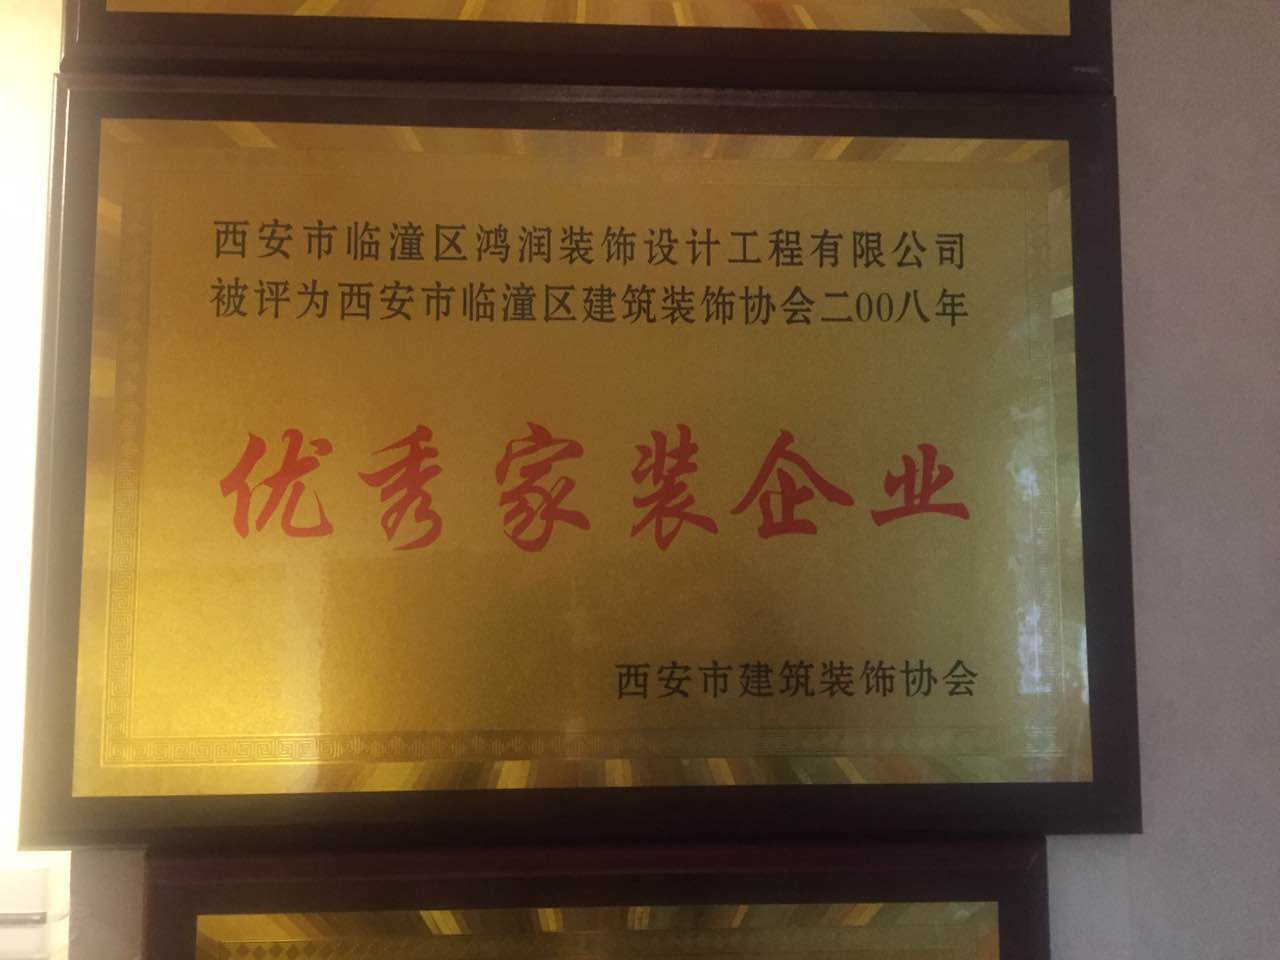 西安市临潼区鸿润装饰设计工程有限公司
被评为西安市临潼区建筑装饰协会二00八年
优秀家装企业
西安市建筑装饰协会